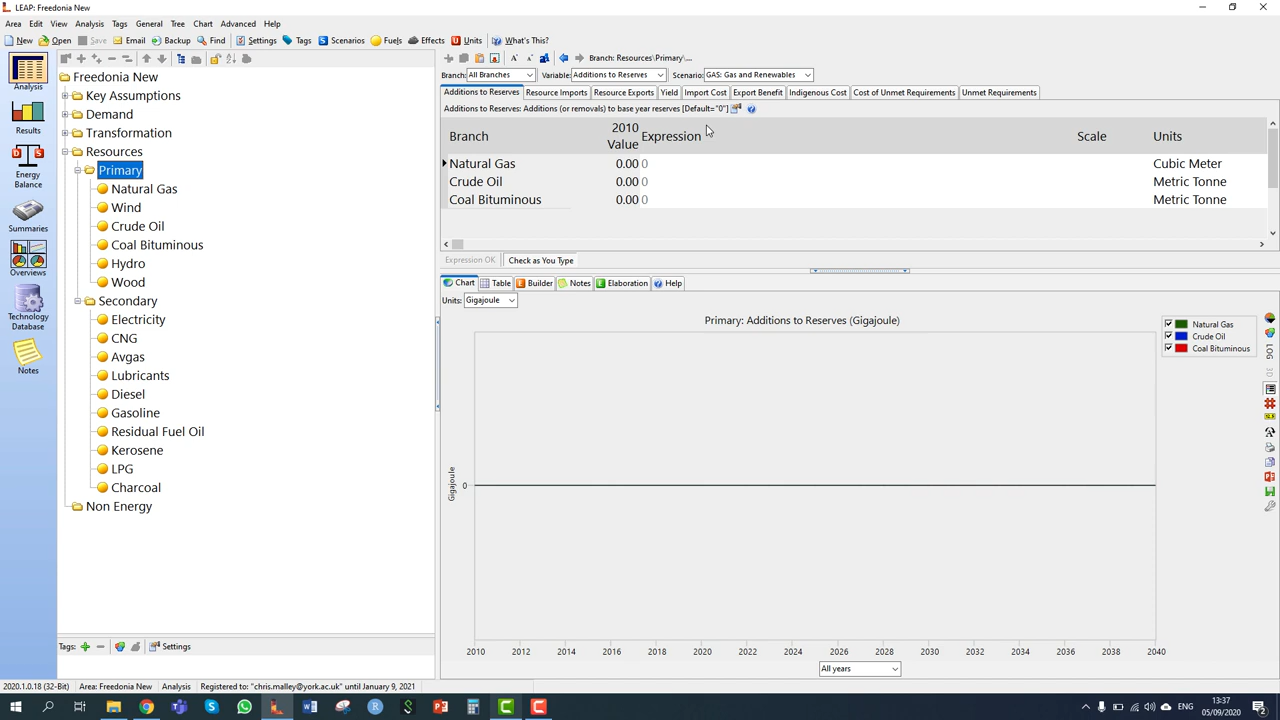 LEAP: Freedonia New
Area Edit View Analysis Tags General Tree Chart Advanced Help
New Open Save Email Backup Find Settings Tags Scenarios Fuels Effects Units What's This?
Analysis
Results
Energy
Balance
Summaries
Overviews
Technology
Database
Notes
Freedonia New
Key Assumptions
Demand
Transformation
Resources
Primary
Natural Gas
Wind
Crude Oil
Coal Bituminous
Hydro
Wood
Secondary
Electricity
CNG
Avgas
Lubricants
Diesel
Gasoline
Residual Fuel Oil
Kerosene
LPG
Charcoal
Non Energy
Tags: Settings
Branch: Resources\Primary\...
Branch: All Branches Variable: Additions to Reserves Scenario: GAS: Gas and Renewables
Additions to Reserves Resource Imports Resource Exports Yield Import Cost Export Benefit Indigenous Cost Cost of Unmet Requirements Unmet Requirements
Additions to Reserves: Additions (or removals) to base year reserves [Default="0"]
Branch 2010 Value Expression Scale Units
Natural Gas 0.00 0 Cubic Meter
Crude Oil 0.00 0 Metric Tonne
Coal Bituminous 0.00 0 Metric Tonne
Expression OK Check as You Type
Chart Table Builder Notes Elaboration Help
Units: Gigajoule
Primary: Additions to Reserves (Gigajoule)
Natural Gas
Crude Oil
Coal Bituminous
LOG
3D
Gigajoule
0
2010 2012 2014 2016 2018 2020 2022 2024 2026 2028 2030 2032 2034 2036 2038 2040
All years
2020.1.0.18 (32-Bit) Area: Freedonia New Analysis Registered to: "chris.malley@york.ac.uk" until January 9, 2021
ENG
13:37
05/09/2020
2